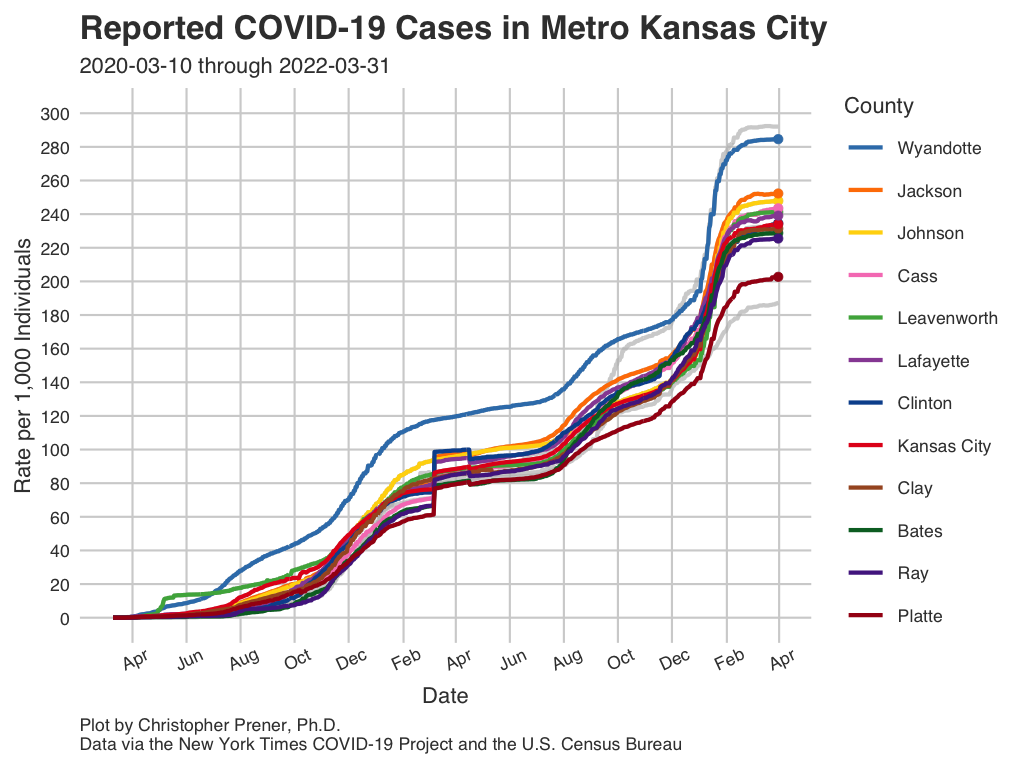 Reported COVID-19 Cases in Metro Kansas City
2020-03-10 through 2022-03-31
Rate per 1,000 Individuals
300
280
260
240
220
200
180
160
140
120
100
80
60
40
20
0
Apr Jun Aug Oct Dec Feb Apr Jun Aug Oct Dec Feb Apr
Date
County
Wyandotte
Jackson
Johnson
Cass
Leavenworth
Lafayette
Clinton
Kansas City
Clay
Bates
Ray
Platte
Plot by Christopher Prener, Ph.D.
Data via the New York Times COVID-19 Project and the U.S. Census Bureau